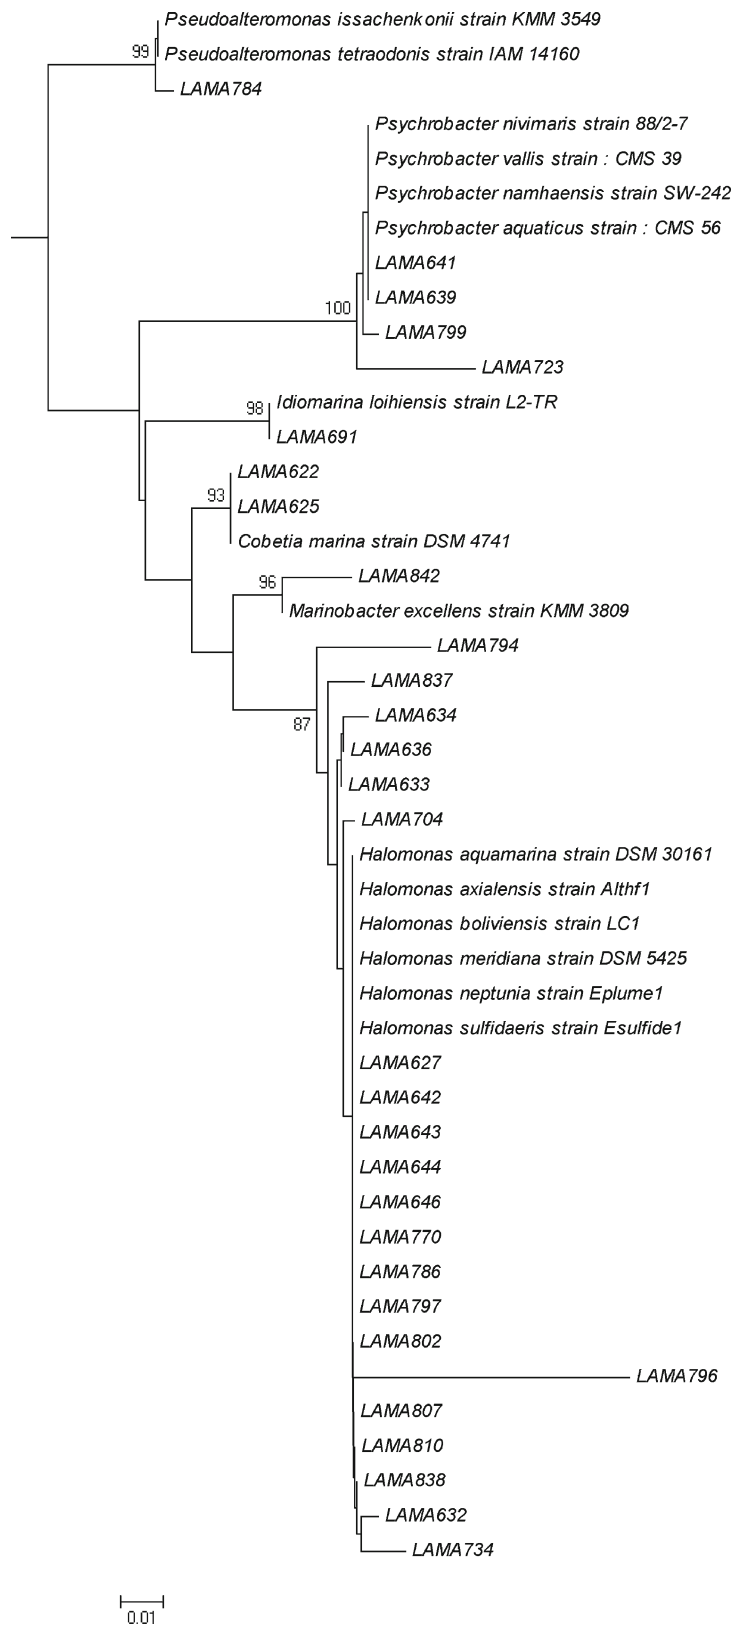 Pseudoalteromonas issachenkonii strain KMM 3549
99
Pseudoalteromonas tetraodonis strain IAM 14160
LAMA784
Psychrobacter nivimaris strain 88/2-7
Psychrobacter vallis strain : CMS 39
Psychrobacter namhaensis strain SW-242
Psychrobacter aquaticus strain : CMS 56
LAMA641
LAMA639
100
LAMA799
LAMA723
Idiomarina loihiensis strain L2-TR
98
LAMA691
LAMA622
93
LAMA625
Cobetia marina strain DSM 4741
LAMA842
96
Marinobacter excellens strain KMM 3809
LAMA794
LAMA837
LAMA634
87
LAMA636
LAMA633
LAMA704
Halomonas aquamarina strain DSM 30161
Halomonas axialensis strain Althf1
Halomonas boliviensis strain LC1
Halomonas meridiana strain DSM 5425
Halomonas neptunia strain Eplume1
Halomonas sulfidaeris strain Esulfide1
LAMA627
LAMA642
LAMA643
LAMA644
LAMA646
LAMA770
LAMA786
LAMA797
LAMA802
LAMA796
LAMA807
LAMA810
LAMA838
LAMA632
LAMA734
0.01